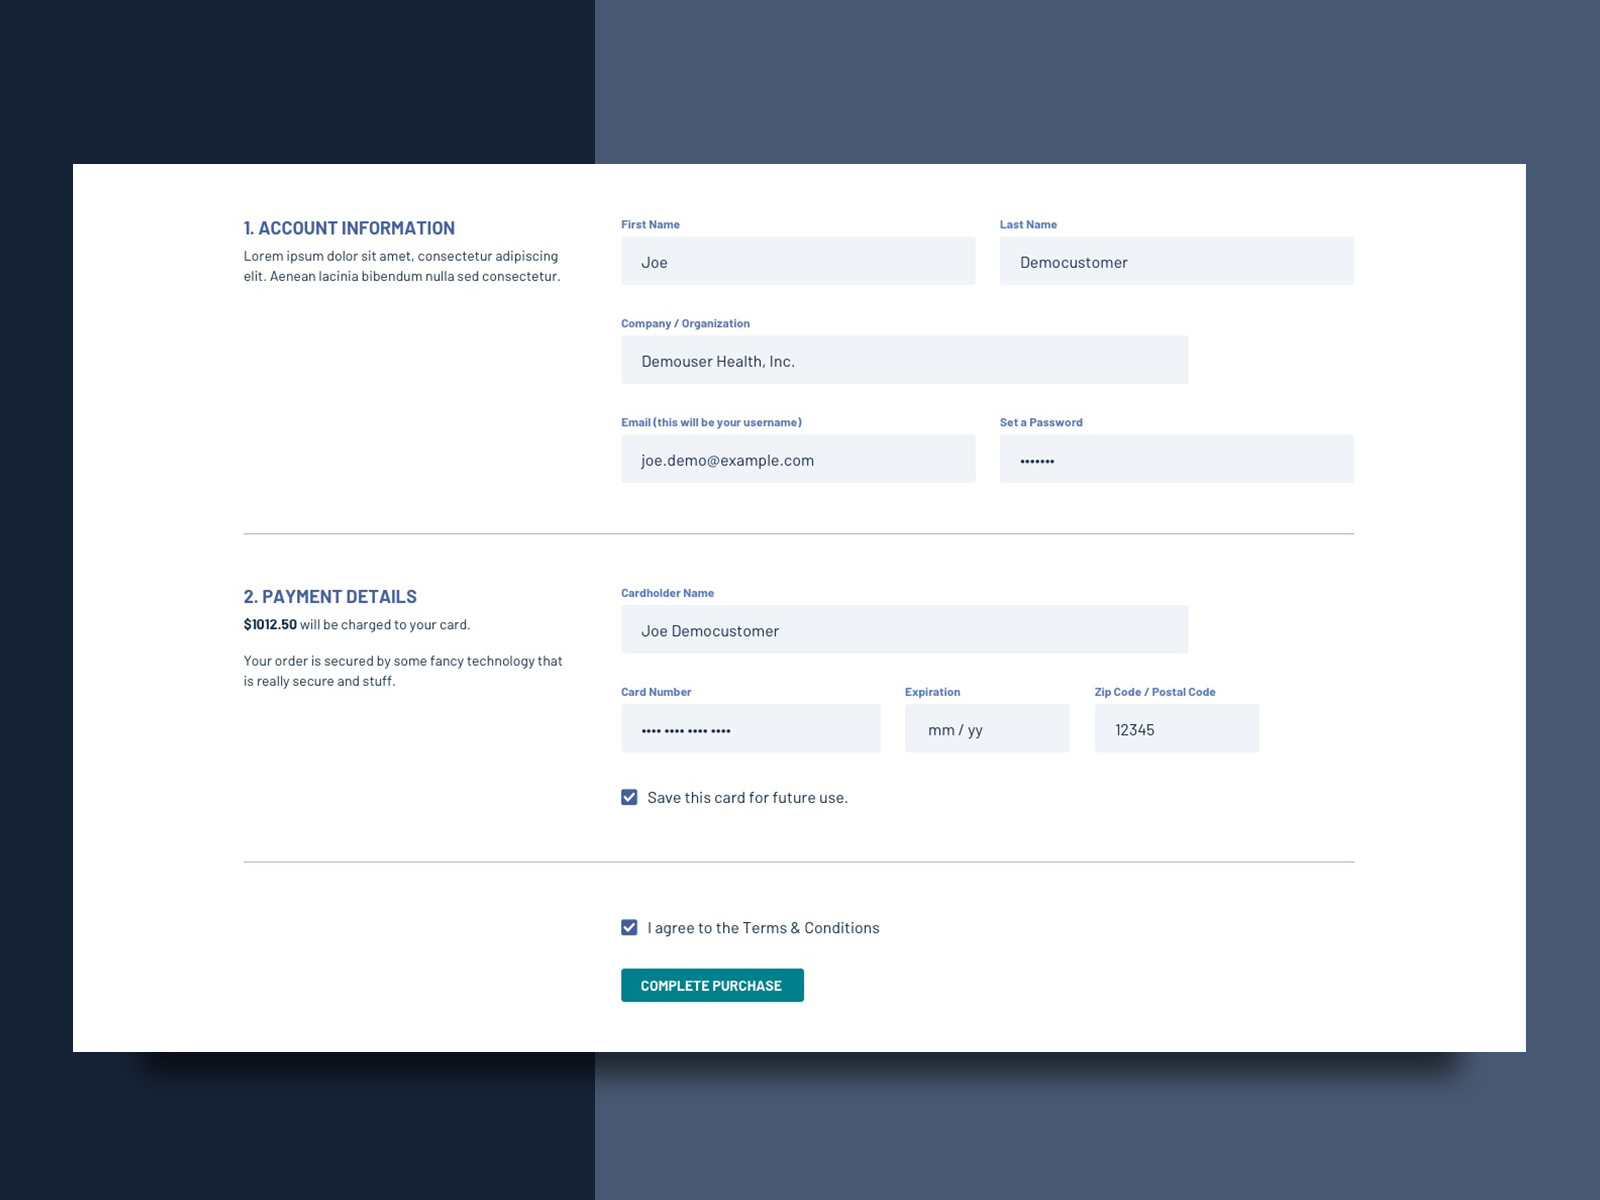 1. ACCOUNT INFORMATION
Lorem ipsum dolor sit amet, consectetur adipiscing
elit. Aenean lacinia bibendum nulla sed consectetur.
First Name
Last Name
Joe
Democustomer
Company / Organization
Demouser Health, Inc.
Email (this will be your username)
Set a Password
joe.demo@example.com
•••••••
2. PAYMENT DETAILS
$1012.50 will be charged to your card.
Your order is secured by some fancy technology that
is really secure and stuff.
Cardholder Name
Joe Democustomer
Card Number
Expiration
Zip Code / Postal Code
•••• •••• •••• ••••
mm / yy
12345
Save this card for future use.
I agree to the Terms & Conditions
COMPLETE PURCHASE